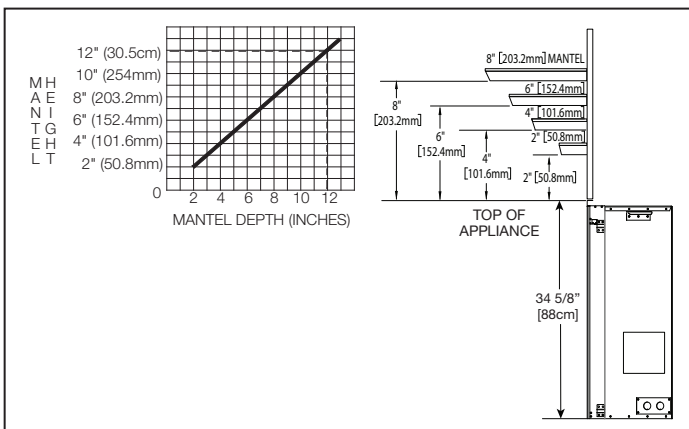 MANTEL
HEIGHT
12" (30.5cm)
10" (254mm)
8" (203.2mm)
6" (152.4mm)
4" (101.6mm)
2" (50.8mm)
0
2 4 6 8 10 12
MANTEL DEPTH (INCHES)
8" [203.2mm] MANTEL
6" [152.4mm]
4" [101.6mm]
2" [50.8mm]
8"
[203.2mm]
6"
[152.4mm]
4"
[101.6mm]
2" [50.8mm]
TOP OF
APPLIANCE
34 5/8”
[88cm]